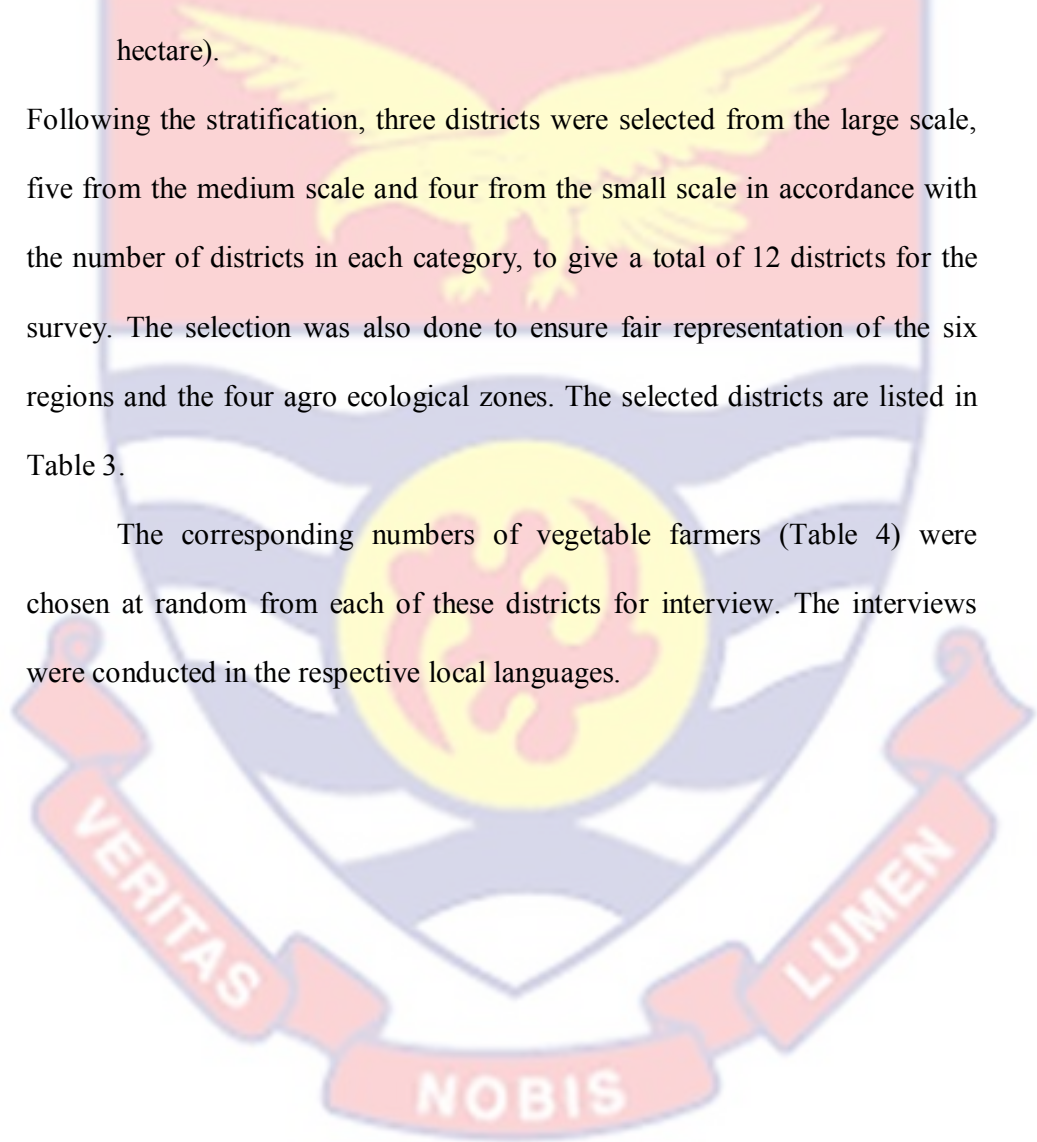 hectare).
Following the stratification, three districts were selected from the large scale,
five from the medium scale and four from the small scale in accordance with
the number of districts in each category, to give a total of 12 districts for the
survey. The selection was also done to ensure fair representation of the six
regions and the four agro ecological zones. The selected districts are listed in
Table 3.
The corresponding numbers of vegetable farmers (Table 4) were
chosen at random from each of these districts for interview. The interviews
were conducted in the respective local languages.
VERITAS
NOBIS
LUMEN